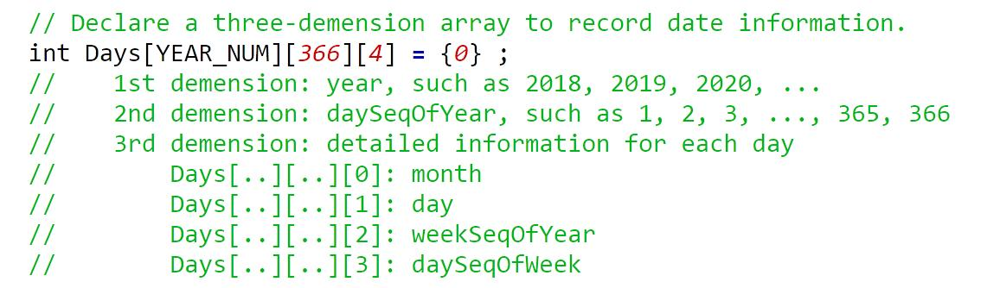 // Declare a three-demension array to record date information.
int Days[YEAR_NUM][366][4] = {0} ;
//    1st demension: year, such as 2018, 2019, 2020, ...
//    2nd demension: daySeqOfYear, such as 1, 2, 3, ..., 365, 366
//    3rd demension: detailed information for each day
//        Days[..][..][0]: month
//        Days[..][..][1]: day
//        Days[..][..][2]: weekSeqOfYear
//        Days[..][..][3]: daySeqOfWeek